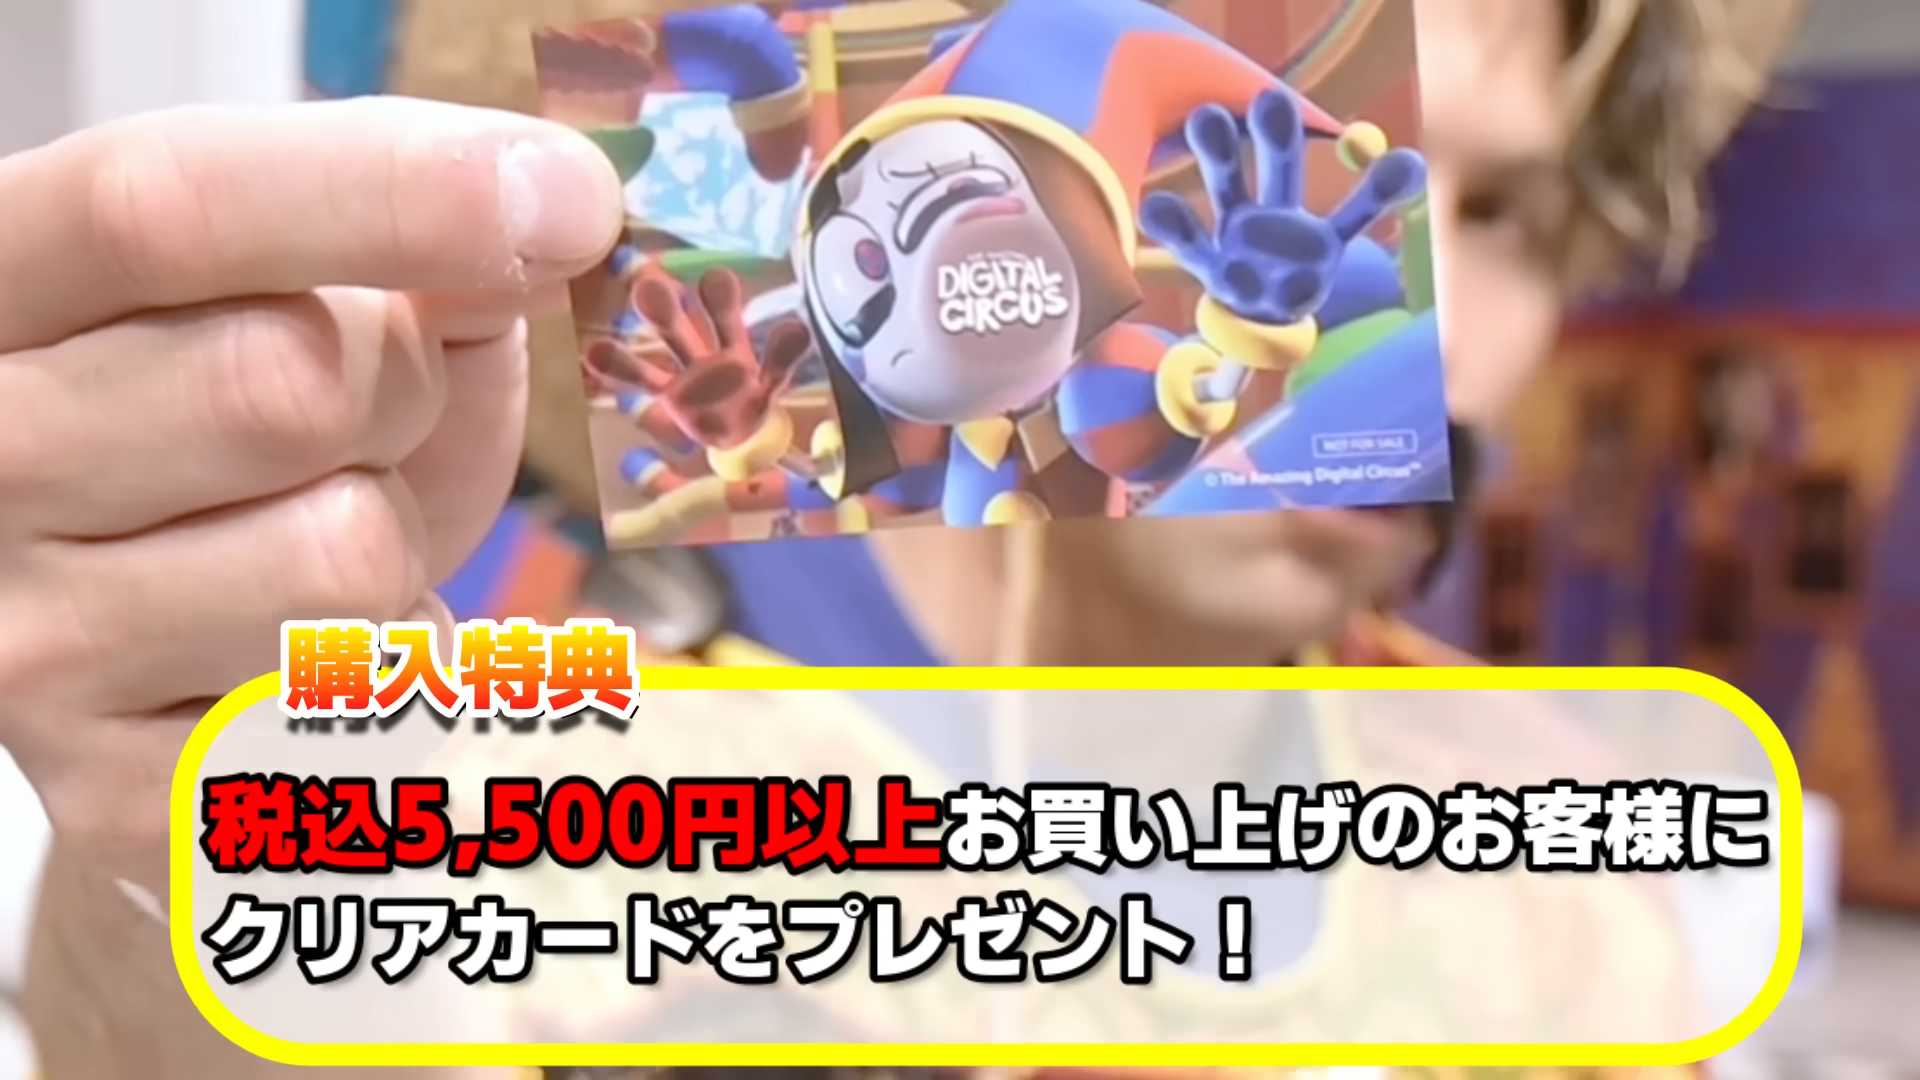 DIGITAL
CIRCUS
NOT FOR SALE
© The Amazing Digital Circus™
購入特典
税込5,500円以上お買い上げのお客様に
クリアカードをプレゼント！